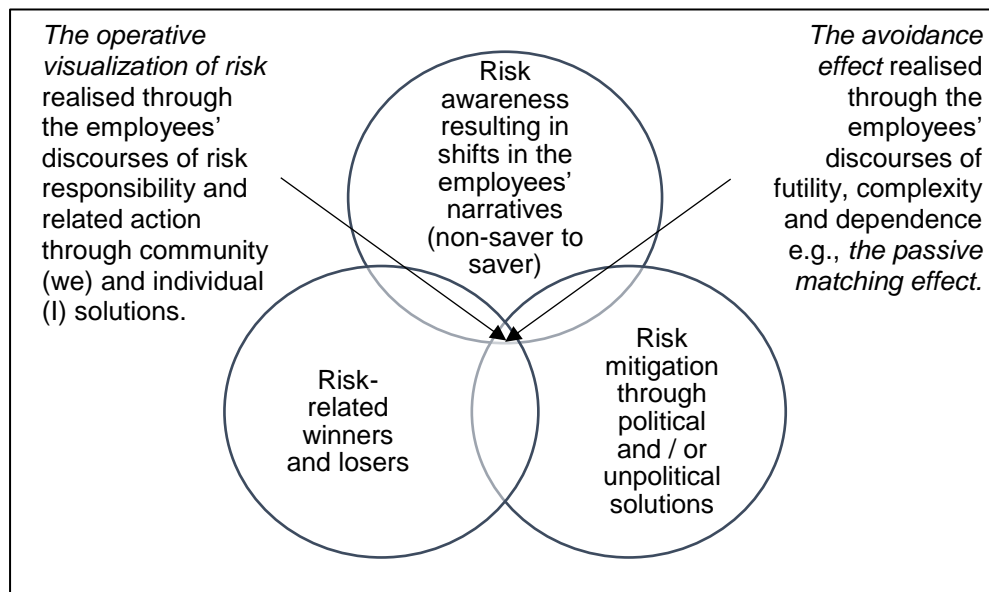 The operative
visualization of risk
realised through
the employees’
discourses of risk
responsibility and
related action
through community
(we) and individual
(I) solutions.
Risk
awareness
resulting in
shifts in the
employees’
narratives
(non-saver to
saver)
The avoidance
effect realised
through the
employees’
discourses of
futility, complexity
and dependence
e.g., the passive
matching effect.
Risk-
related
winners
and losers
Risk
mitigation
through
political
and / or
unpolitical
solutions